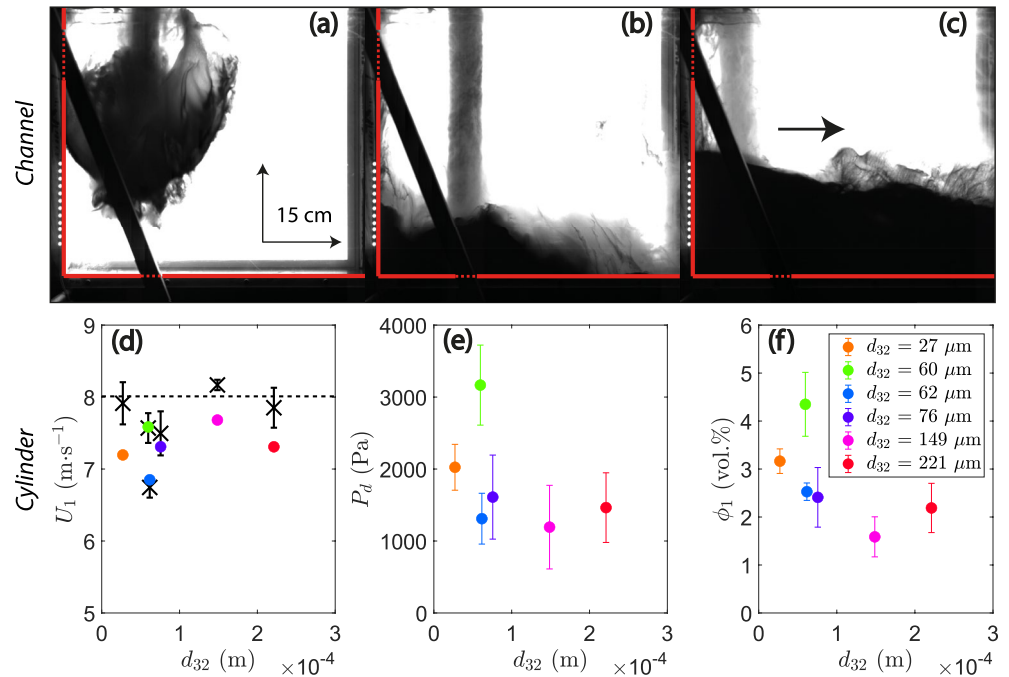 (a)
(b)
(c)
Channel
15 cm
(d)
(e)
(f)
Cylinder
9
8
7
6
5
U₁ (m·s⁻¹)
0 1 2 3
d₃₂ (m) ×10⁻⁴
4000
3000
2000
1000
0
P_d (Pa)
0 1 2 3
d₃₂ (m) ×10⁻⁴
6
5
4
3
2
1
0
ϕ₁ (vol.%)
0 1 2 3
d₃₂ (m) ×10⁻⁴
d₃₂ = 27 μm
d₃₂ = 60 μm
d₃₂ = 62 μm
d₃₂ = 76 μm
d₃₂ = 149 μm
d₃₂ = 221 μm